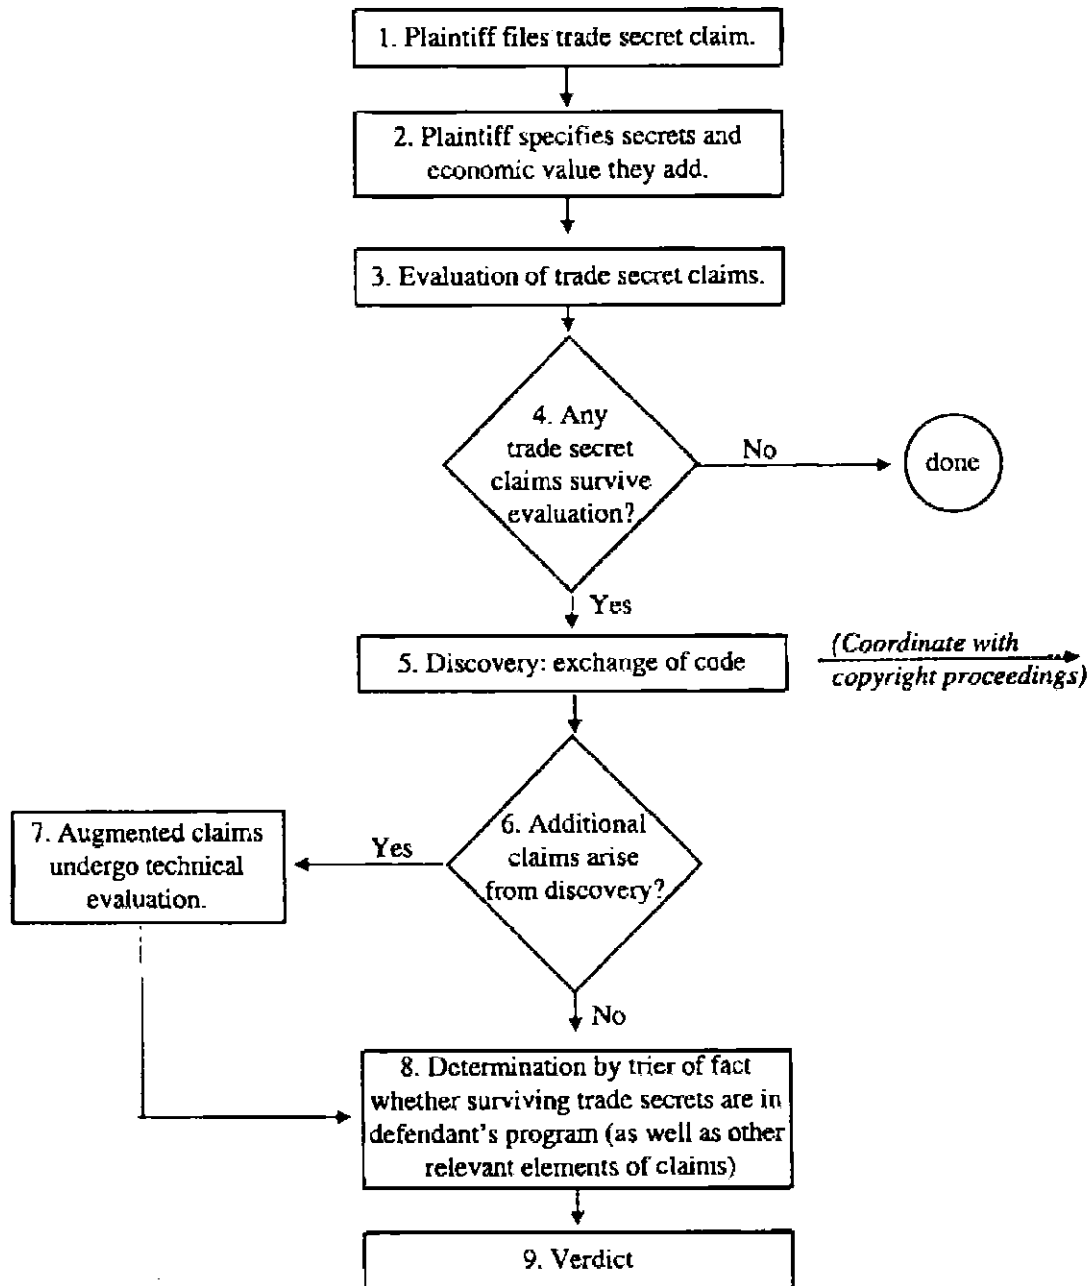 1. Plaintiff files trade secret claim.
2. Plaintiff specifies secrets and
economic value they add.
3. Evaluation of trade secret claims.
4. Any
trade secret
claims survive
evaluation?
No
done
Yes
5. Discovery: exchange of code
(Coordinate with
copyright proceedings)
6. Additional
claims arise
from discovery?
Yes
7. Augmented claims
undergo technical
evaluation.
No
8. Determination by trier of fact
whether surviving trade secrets are in
defendant's program (as well as other
relevant elements of claims)
9. Verdict